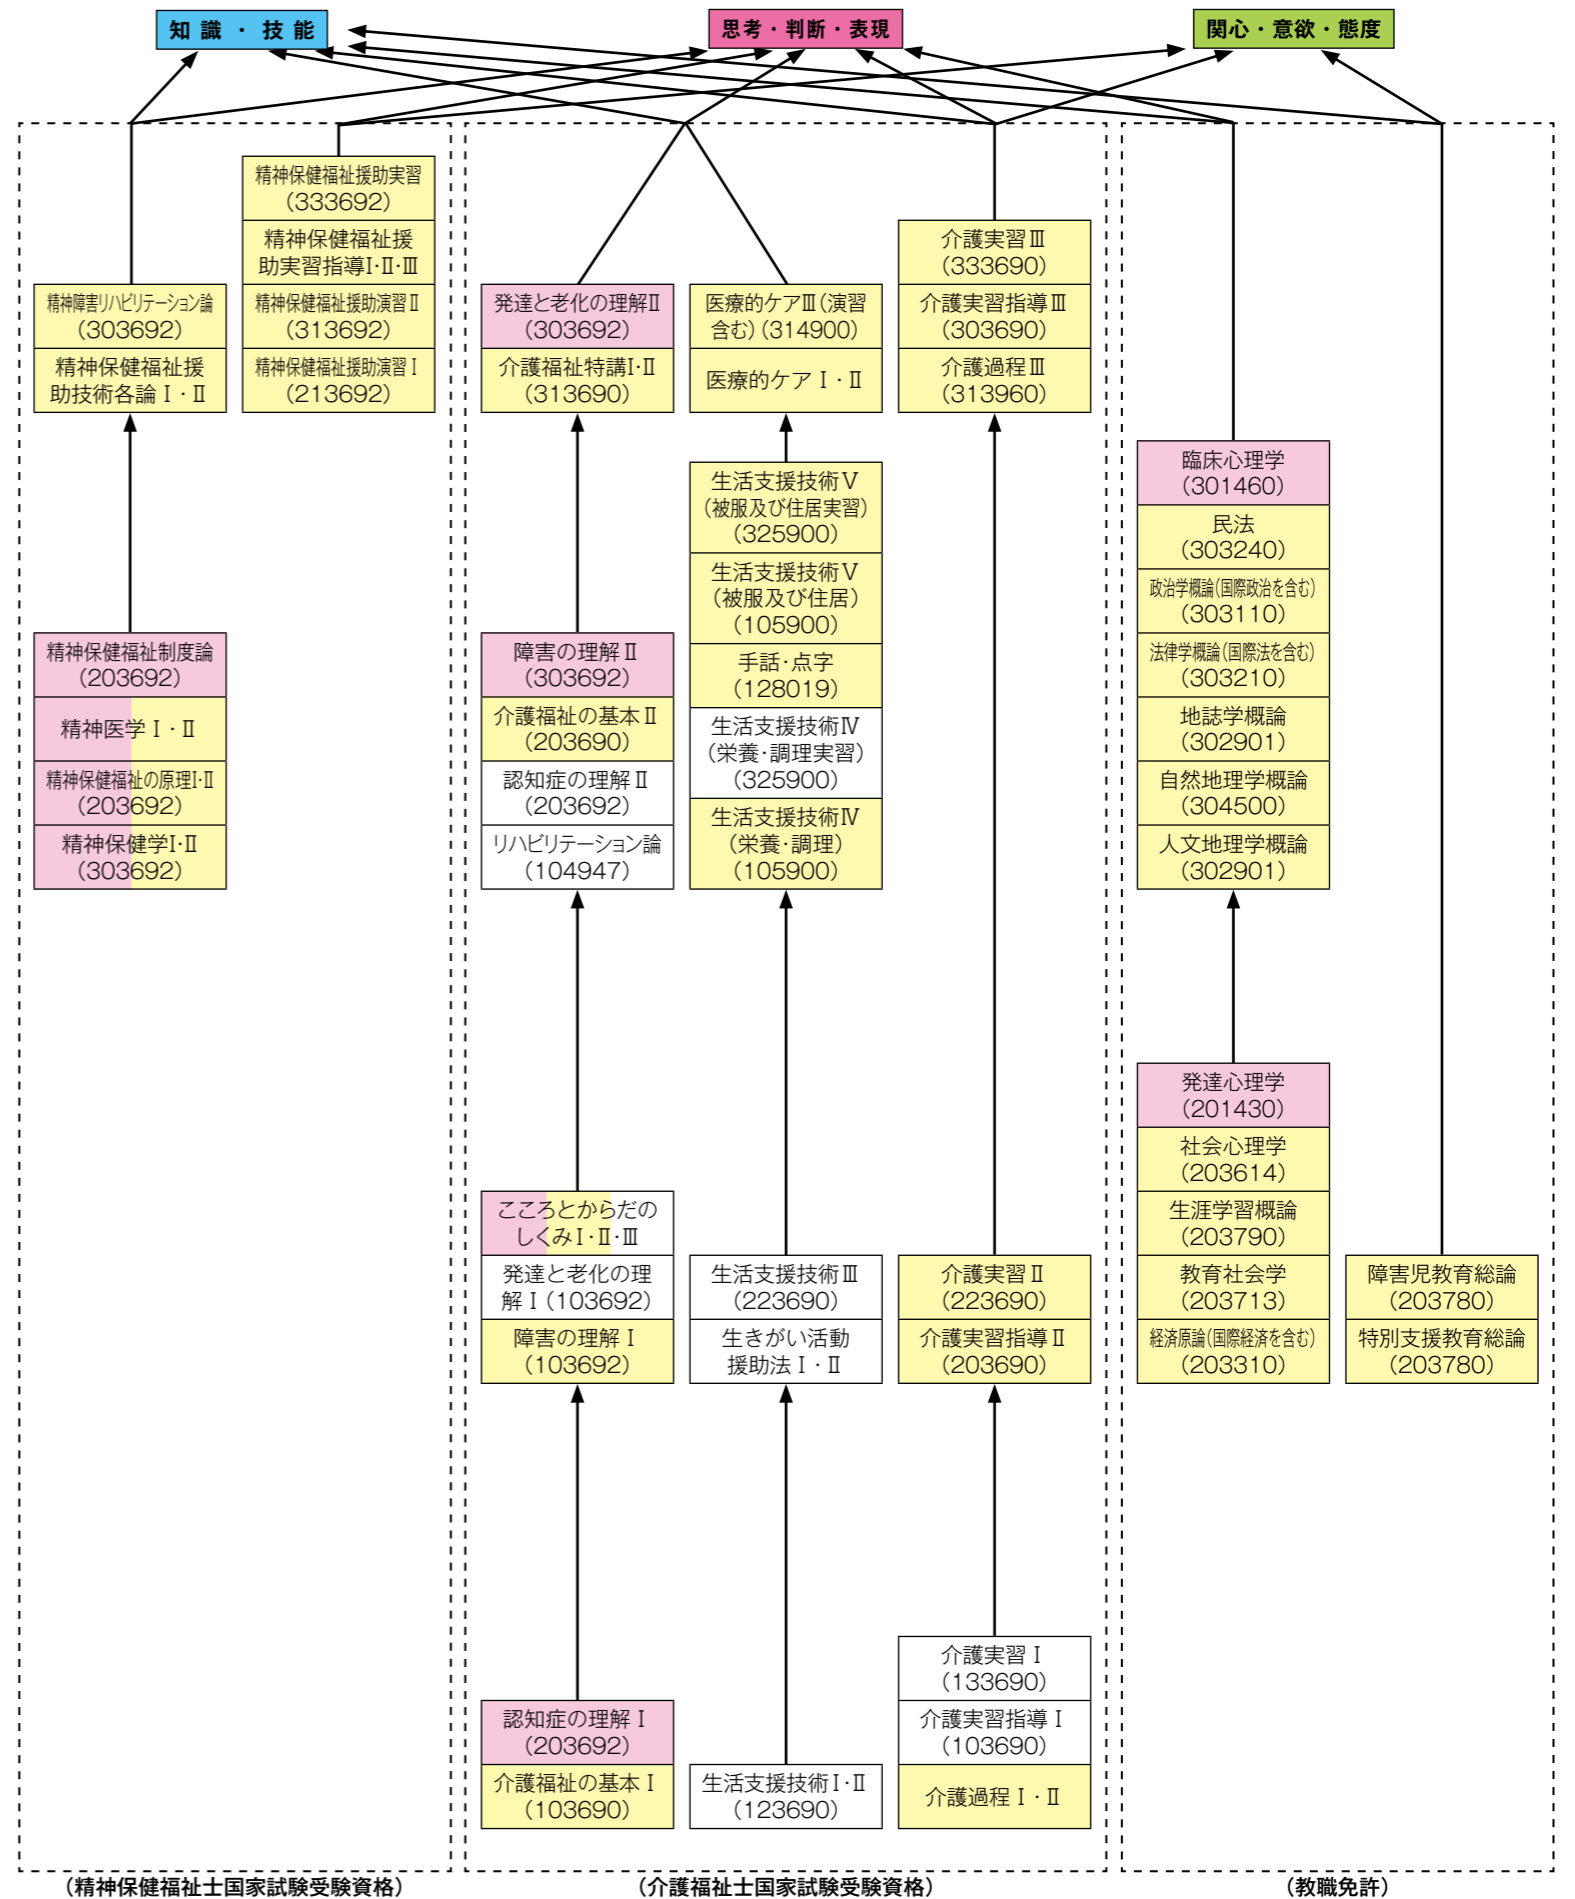 知識・技能
思考・判断・表現
関心・意欲・態度
精神保健福祉援助実習
(333692)
精神保健福祉援
助実習指導Ⅰ・Ⅱ・Ⅲ
精神保健福祉援助演習Ⅱ
(313692)
精神保健福祉援助演習Ⅰ
(213692)
精神障害リハビリテーション論
(303692)
精神保健福祉援
助技術各論Ⅰ・Ⅱ
精神保健福祉制度論
(203692)
精神医学Ⅰ・Ⅱ
精神保健福祉の原理Ⅰ・Ⅱ
(203692)
精神保健学Ⅰ・Ⅱ
(303692)
発達と老化の理解Ⅱ
(303692)
介護福祉特講Ⅰ・Ⅱ
(313690)
障害の理解Ⅱ
(303692)
介護福祉の基本Ⅱ
(203690)
認知症の理解Ⅱ
(203692)
リハビリテーション論
(104947)
こころとからだの
しくみⅠ・Ⅱ・Ⅲ
発達と老化の理
解Ⅰ(103692)
障害の理解Ⅰ
(103692)
認知症の理解Ⅰ
(203692)
介護福祉の基本Ⅰ
(103690)
医療的ケアⅢ(演習
含む)(314900)
医療的ケアⅠ・Ⅱ
生活支援技術Ⅴ
(被服及び住居実習)
(325900)
生活支援技術Ⅴ
(被服及び住居)
(105900)
手話・点字
(128019)
生活支援技術Ⅳ
(栄養・調理実習)
(325900)
生活支援技術Ⅳ
(栄養・調理)
(105900)
生活支援技術Ⅲ
(223690)
生きがい活動
援助法Ⅰ・Ⅱ
生活支援技術Ⅰ・Ⅱ
(123690)
介護実習Ⅲ
(333690)
介護実習指導Ⅲ
(303690)
介護過程Ⅲ
(313960)
介護実習Ⅱ
(223690)
介護実習指導Ⅱ
(203690)
介護実習Ⅰ
(133690)
介護実習指導Ⅰ
(103690)
介護過程Ⅰ・Ⅱ
臨床心理学
(301460)
民法
(303240)
政治学概論(国際政治を含む)
(303110)
法律学概論(国際法を含む)
(303210)
地誌学概論
(302901)
自然地理学概論
(304500)
人文地理学概論
(302901)
発達心理学
(201430)
社会心理学
(203614)
生涯学習概論
(203790)
教育社会学
(203713)
経済原論(国際経済を含む)
(203310)
障害児教育総論
(203780)
特別支援教育総論
(203780)
(精神保健福祉士国家試験受験資格)
(介護福祉士国家試験受験資格)
(教職免許)